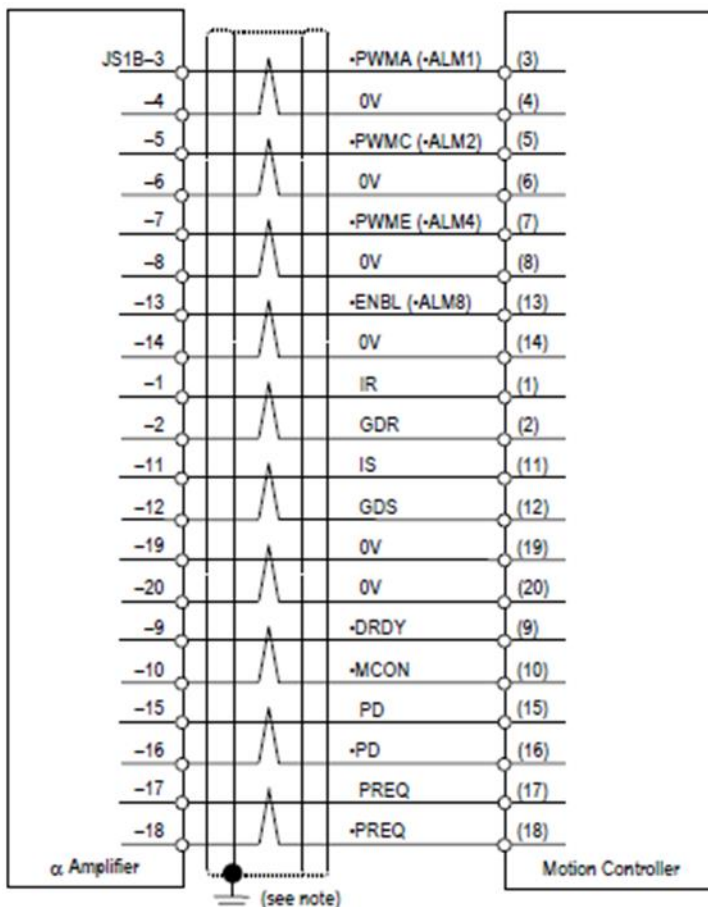 JS1B–3 •PWMA (•ALM1) (3)
–4 0V (4)
–5 •PWMC (•ALM2) (5)
–6 0V (6)
–7 •PWME (•ALM4) (7)
–8 0V (8)
–13 •ENBL (•ALM8) (13)
–14 0V (14)
–1 IR (1)
–2 GDR (2)
–11 IS (11)
–12 GDS (12)
–19 0V (19)
–20 0V (20)
–9 •DRDY (9)
–10 •MCON (10)
–15 PD (15)
–16 •PD (16)
–17 PREQ (17)
–18 •PREQ (18)
α Amplifier Motion Controller
(see note)